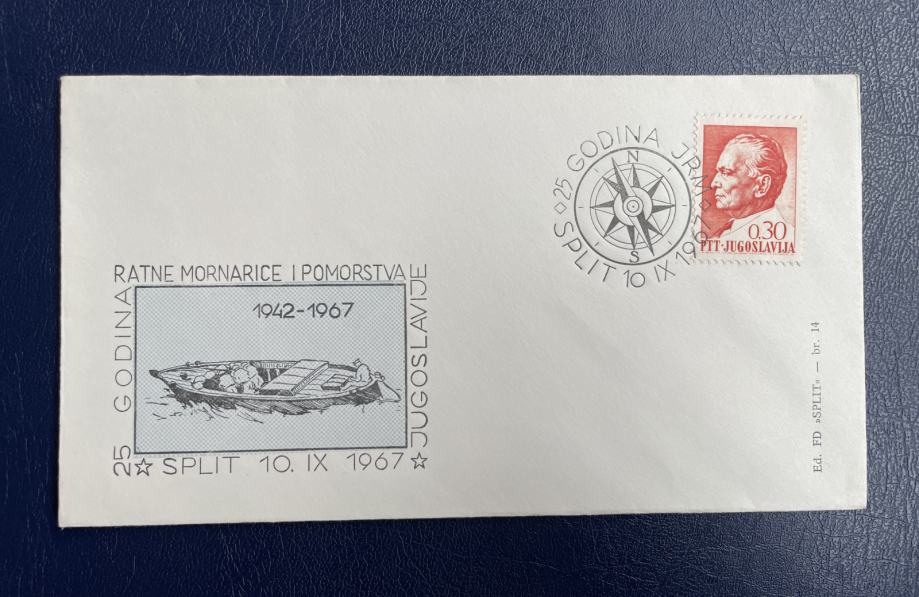 25 GODINA JRM
N
S
SPLIT 10 IX 1967
0.30
PTT·JUGOSLAVIJA
25 GODINA
RATNE MORNARICE I POMORSTVA
JUGOSLAVIJE
1942-1967
☆ SPLIT 10. IX 1967 ☆
Ed. FD »SPLIT« — br. 14